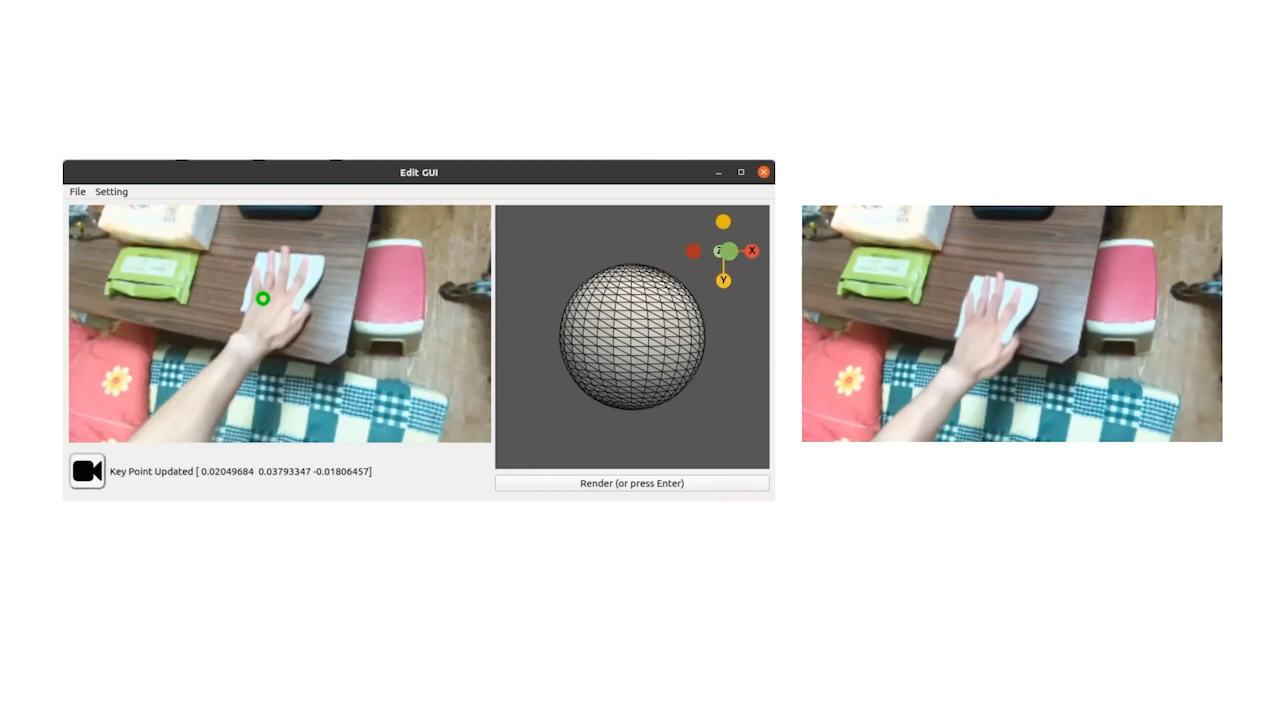 Edit GUI
File Setting
Z X
Y
Key Point Updated [ 0.02049684 0.03793347 -0.01806457]
Render (or press Enter)